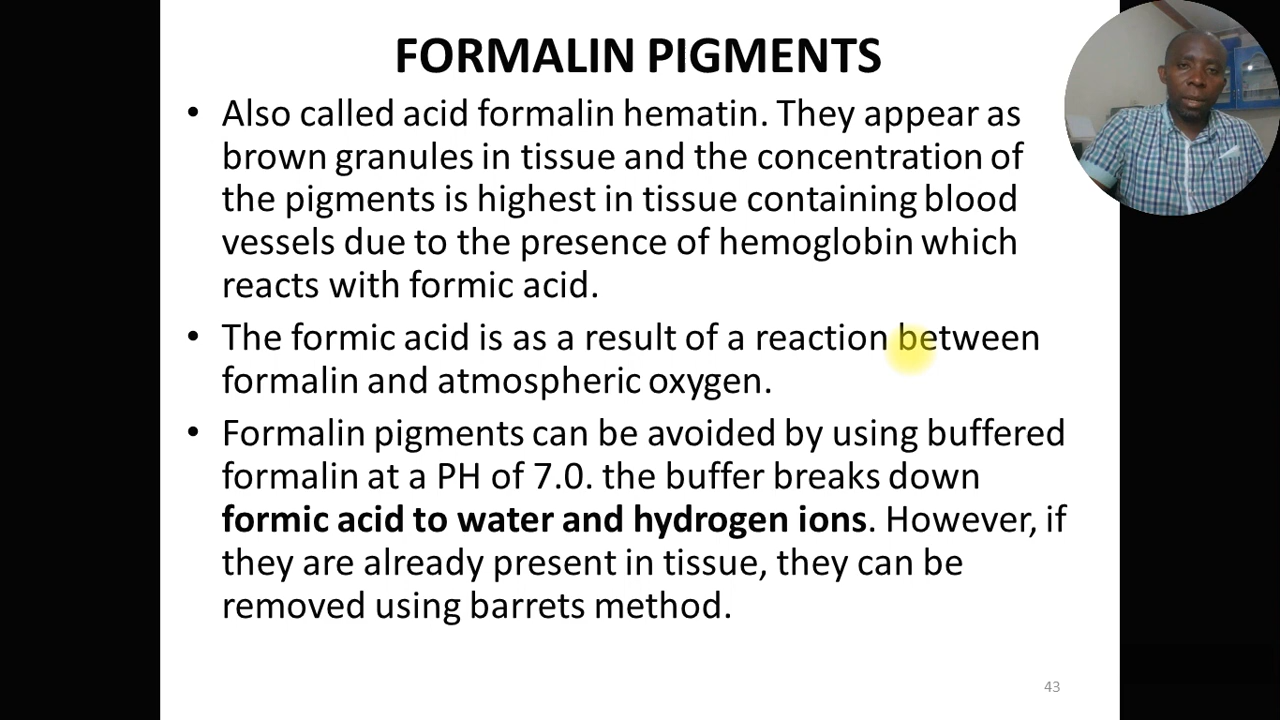 FORMALIN PIGMENTS
• Also called acid formalin hematin. They appear as
brown granules in tissue and the concentration of
the pigments is highest in tissue containing blood
vessels due to the presence of hemoglobin which
reacts with formic acid.
• The formic acid is as a result of a reaction between
formalin and atmospheric oxygen.
• Formalin pigments can be avoided by using buffered
formalin at a PH of 7.0. the buffer breaks down
formic acid to water and hydrogen ions. However, if
they are already present in tissue, they can be
removed using barrets method.
43